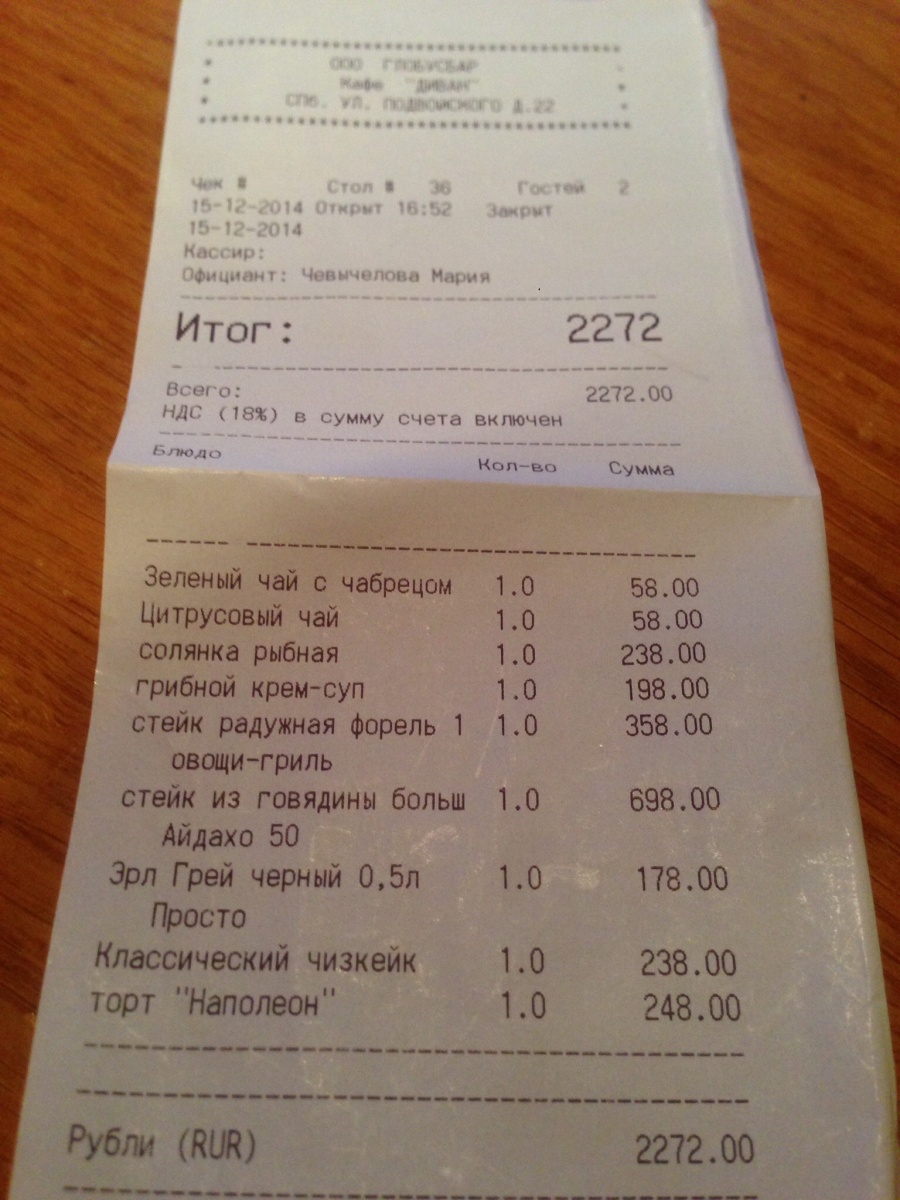 ООО ГЛОБУСБАР
Кафе "ДИВАН"
СПб. УЛ. ПОДВОЙСКОГО Д.22
Чек # Стол # 36 Гостей 2
15-12-2014 Открыт 16:52 Закрыт
15-12-2014
Кассир:
Официант: Чевычелова Мария
Итог: 2272
Всего: 2272.00
НДС (18%) в сумму счета включен
Блюдо Кол-во Сумма
Зеленый чай с чабрецом 1.0 58.00
Цитрусовый чай 1.0 58.00
солянка рыбная 1.0 238.00
грибной крем-суп 1.0 198.00
стейк радужная форель 1 1.0 358.00
овощи-гриль
стейк из говядины больш 1.0 698.00
Айдахо 50
Эрл Грей черный 0,5л 1.0 178.00
Просто
Классический чизкейк 1.0 238.00
торт "Наполеон" 1.0 248.00
Рубли (RUR) 2272.00